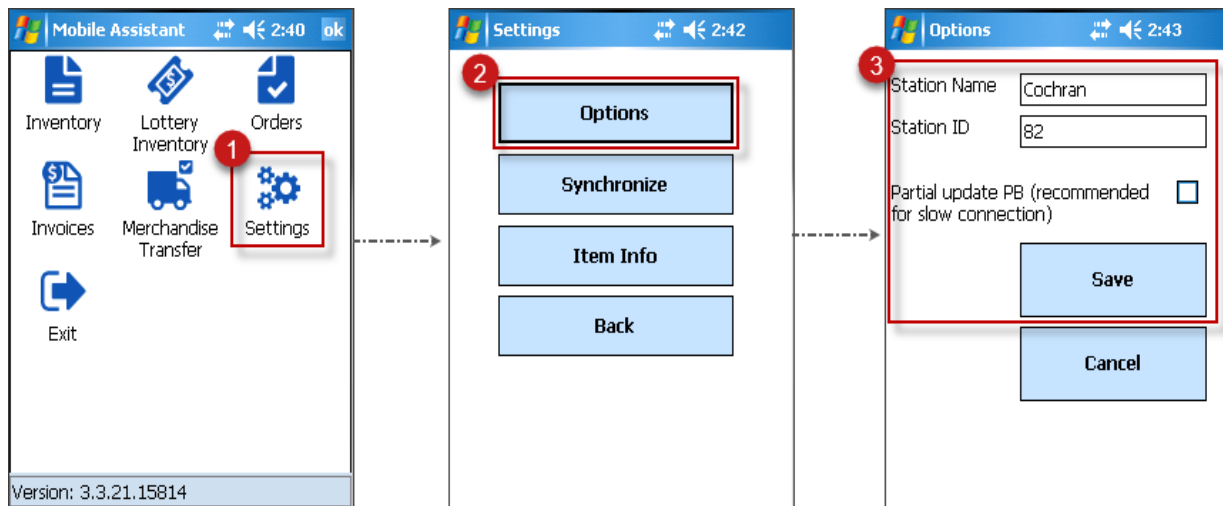 Mobile Assistant 2:40 ok
Inventory
Lottery
Inventory
Orders
1
Invoices
Merchandise
Transfer
Settings
Exit
Version: 3.3.21.15814
Settings 2:42
2
Options
Synchronize
Item Info
Back
Options 2:43
3
Station Name Cochran
Station ID 82
Partial update PB (recommended
for slow connection)
Save
Cancel